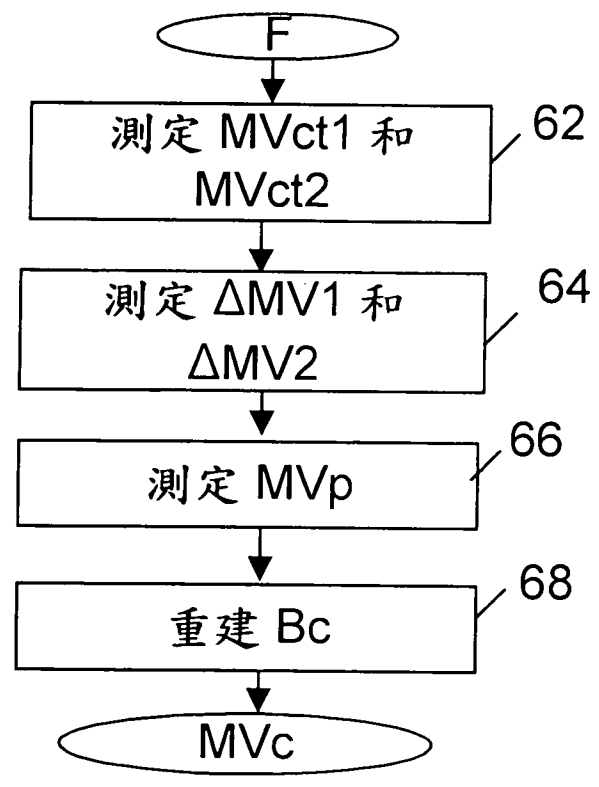 F
測定 MVct1 和
MVct2
62
測定 ΔMV1 和
ΔMV2
64
測定 MVp
66
重建 Bc
68
MVc